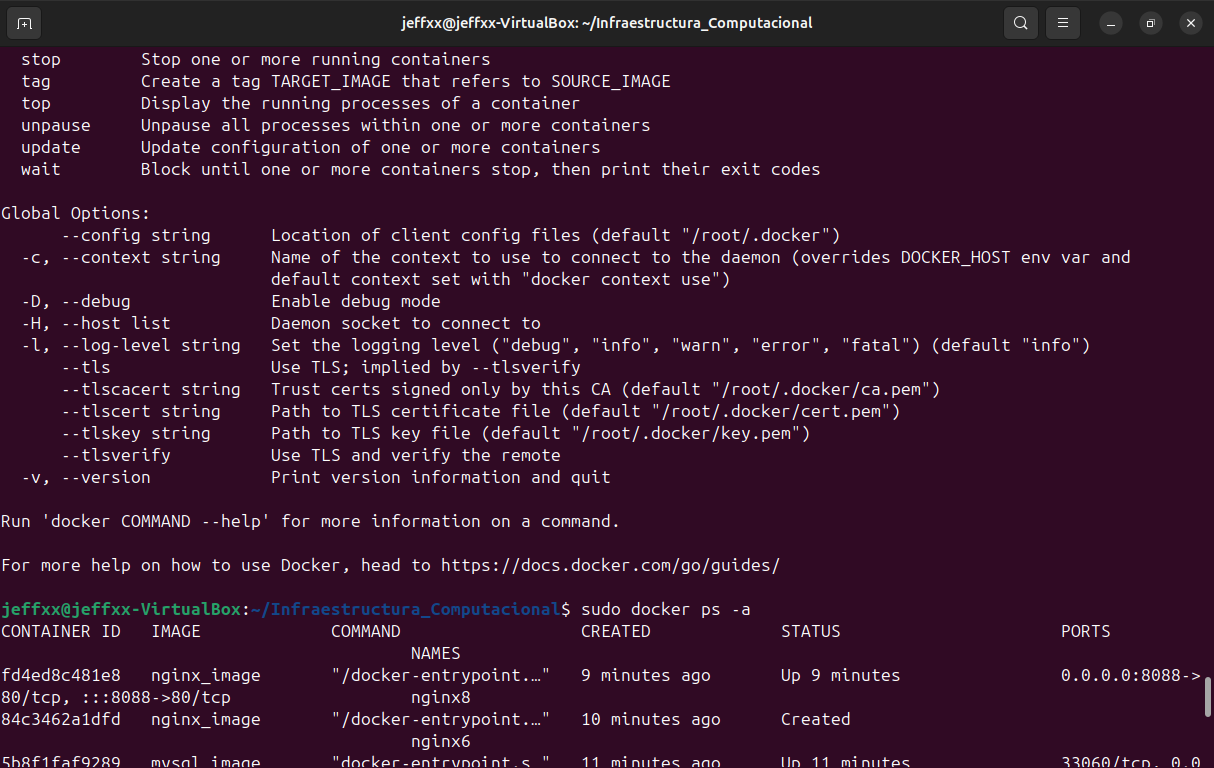 jeffxx@jeffxx-VirtualBox: ~/Infraestructura_Computacional
  stop        Stop one or more running containers
  tag         Create a tag TARGET_IMAGE that refers to SOURCE_IMAGE
  top         Display the running processes of a container
  unpause     Unpause all processes within one or more containers
  update      Update configuration of one or more containers
  wait        Block until one or more containers stop, then print their exit codes

Global Options:
      --config string      Location of client config files (default "/root/.docker")
  -c, --context string     Name of the context to use to connect to the daemon (overrides DOCKER_HOST env var and
                           default context set with "docker context use")
  -D, --debug              Enable debug mode
  -H, --host list          Daemon socket to connect to
  -l, --log-level string   Set the logging level ("debug", "info", "warn", "error", "fatal") (default "info")
      --tls                Use TLS; implied by --tlsverify
      --tlscacert string   Trust certs signed only by this CA (default "/root/.docker/ca.pem")
      --tlscert string     Path to TLS certificate file (default "/root/.docker/cert.pem")
      --tlskey string      Path to TLS key file (default "/root/.docker/key.pem")
      --tlsverify          Use TLS and verify the remote
  -v, --version            Print version information and quit

Run 'docker COMMAND --help' for more information on a command.

For more help on how to use Docker, head to https://docs.docker.com/go/guides/

jeffxx@jeffxx-VirtualBox:~/Infraestructura_Computacional$ sudo docker ps -a
CONTAINER ID   IMAGE             COMMAND                  CREATED             STATUS                      PORTS
                                         NAMES
fd4ed8c481e8   nginx_image       "/docker-entrypoint.…"   9 minutes ago       Up 9 minutes                0.0.0.0:8088->
80/tcp, :::8088->80/tcp                  nginx8
84c3462a1dfd   nginx_image       "/docker-entrypoint.…"   10 minutes ago      Created
                                         nginx6
5b8f1faf9289   mysql_image       "docker-entrypoint.s…"   11 minutes ago      Up 11 minutes               33060/tcp, 0.0